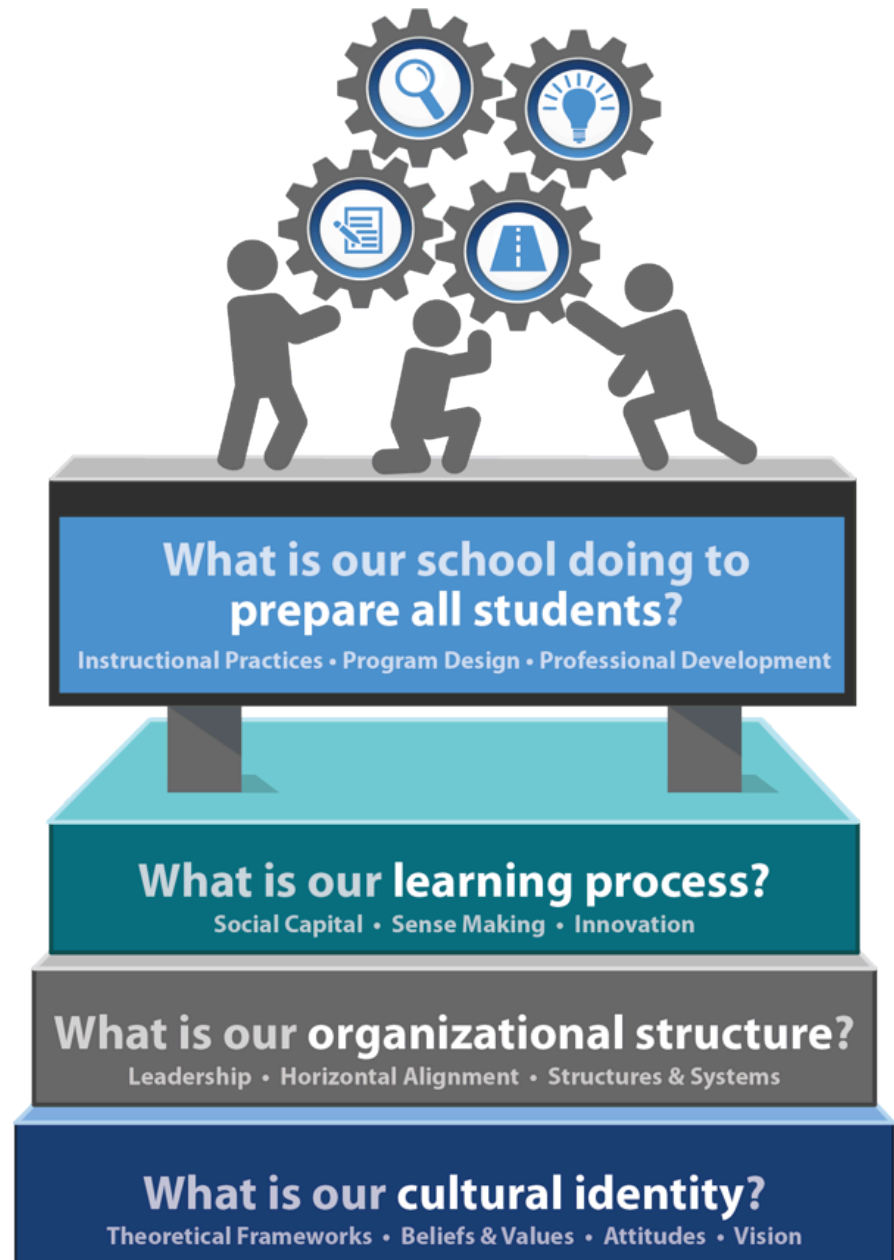 What is our school doing to
prepare all students?
Instructional Practices • Program Design • Professional Development
What is our learning process?
Social Capital • Sense Making • Innovation
What is our organizational structure?
Leadership • Horizontal Alignment • Structures & Systems
What is our cultural identity?
Theoretical Frameworks • Beliefs & Values • Attitudes • Vision